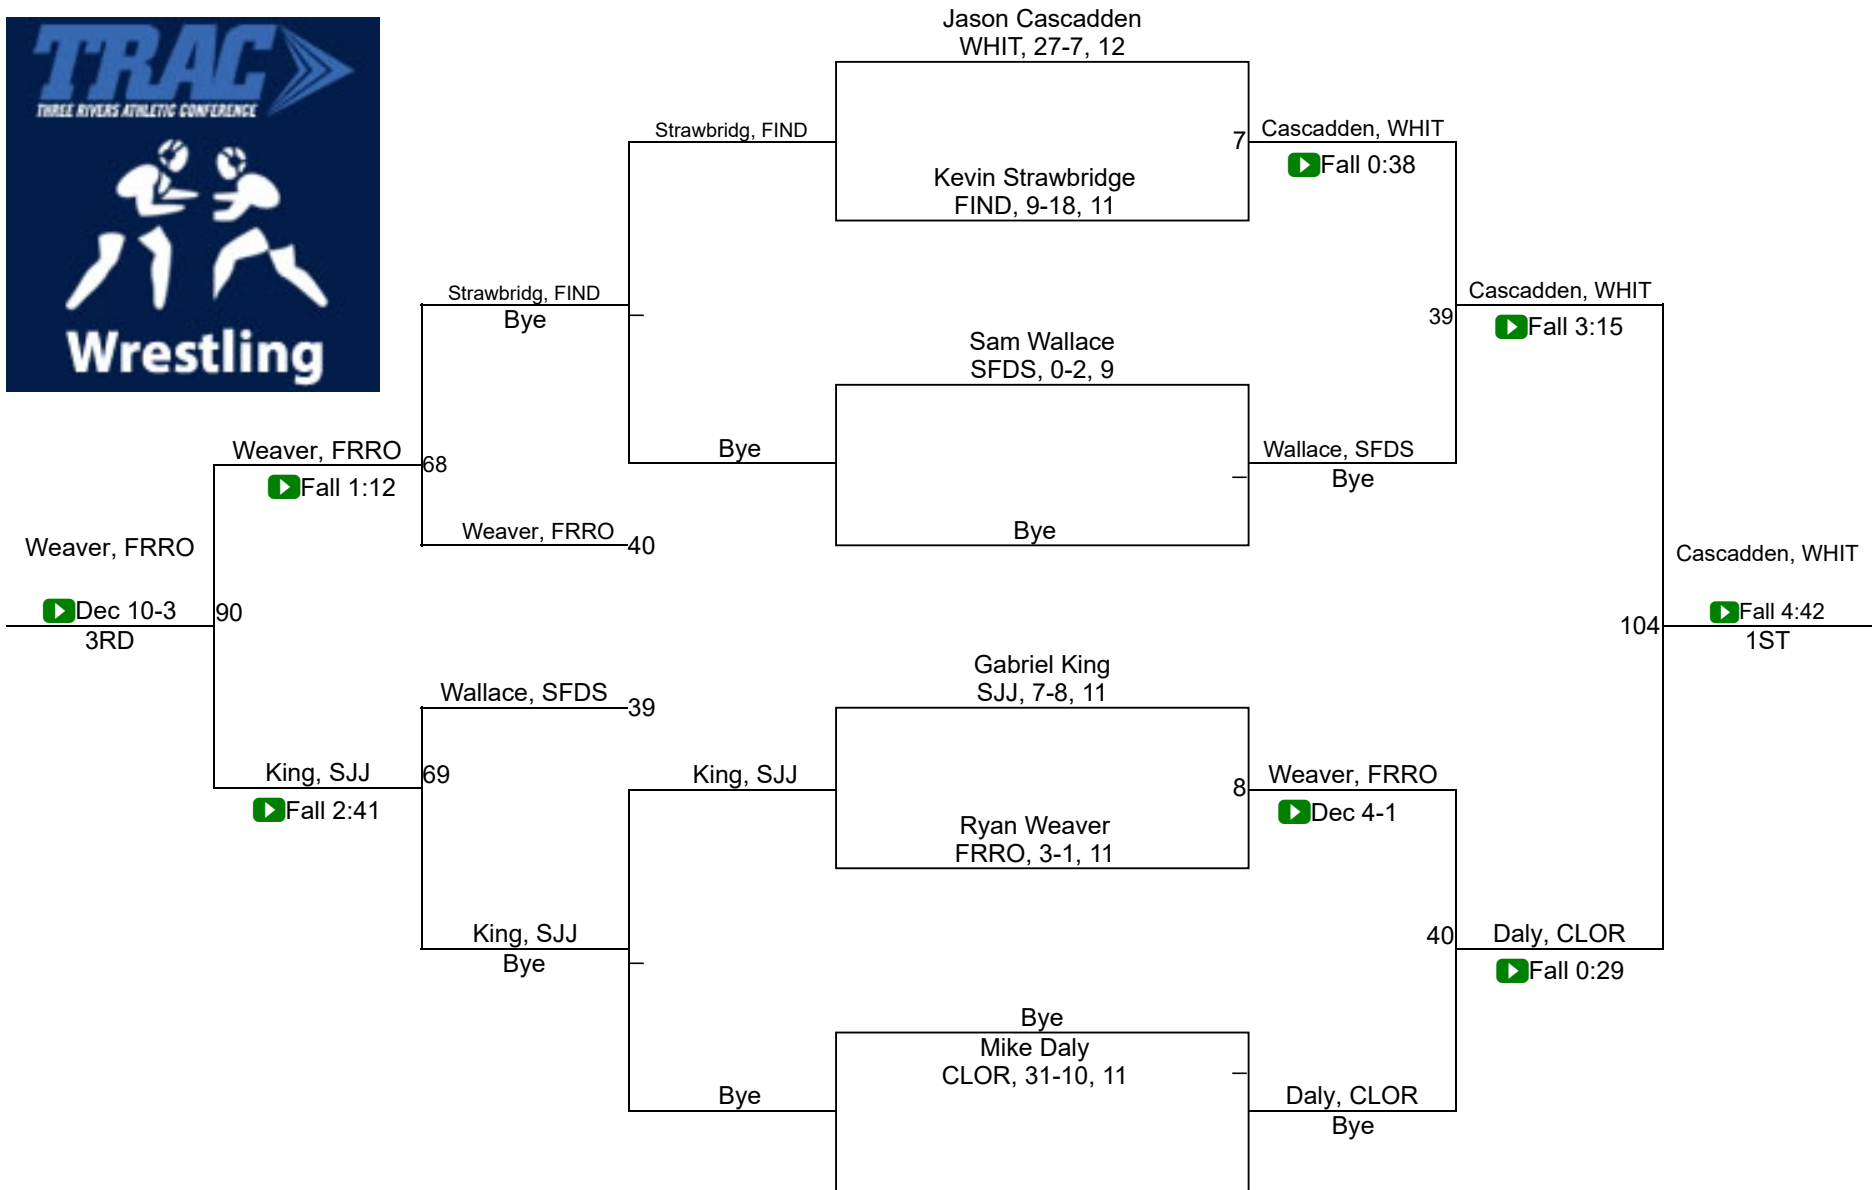 TRAC
THREE RIVERS ATHLETIC CONFERENCE
Wrestling
Jason Cascadden
WHIT, 27-7, 12
Strawbridg, FIND
7
Cascadden, WHIT
Fall 0:38
Kevin Strawbridge
FIND, 9-18, 11
Strawbridg, FIND
Bye
39
Cascadden, WHIT
Fall 3:15
Sam Wallace
SFDS, 0-2, 9
Weaver, FRRO
68
Fall 1:12
Bye
Wallace, SFDS
Bye
Weaver, FRRO
40
Bye
Weaver, FRRO
Dec 10-3
90
3RD
Cascadden, WHIT
104
Fall 4:42
1ST
Gabriel King
SJJ, 7-8, 11
Wallace, SFDS
39
King, SJJ
69
Fall 2:41
King, SJJ
8
Weaver, FRRO
Dec 4-1
Ryan Weaver
FRRO, 3-1, 11
King, SJJ
Bye
40
Daly, CLOR
Fall 0:29
Bye
Mike Daly
CLOR, 31-10, 11
Bye
Daly, CLOR
Bye